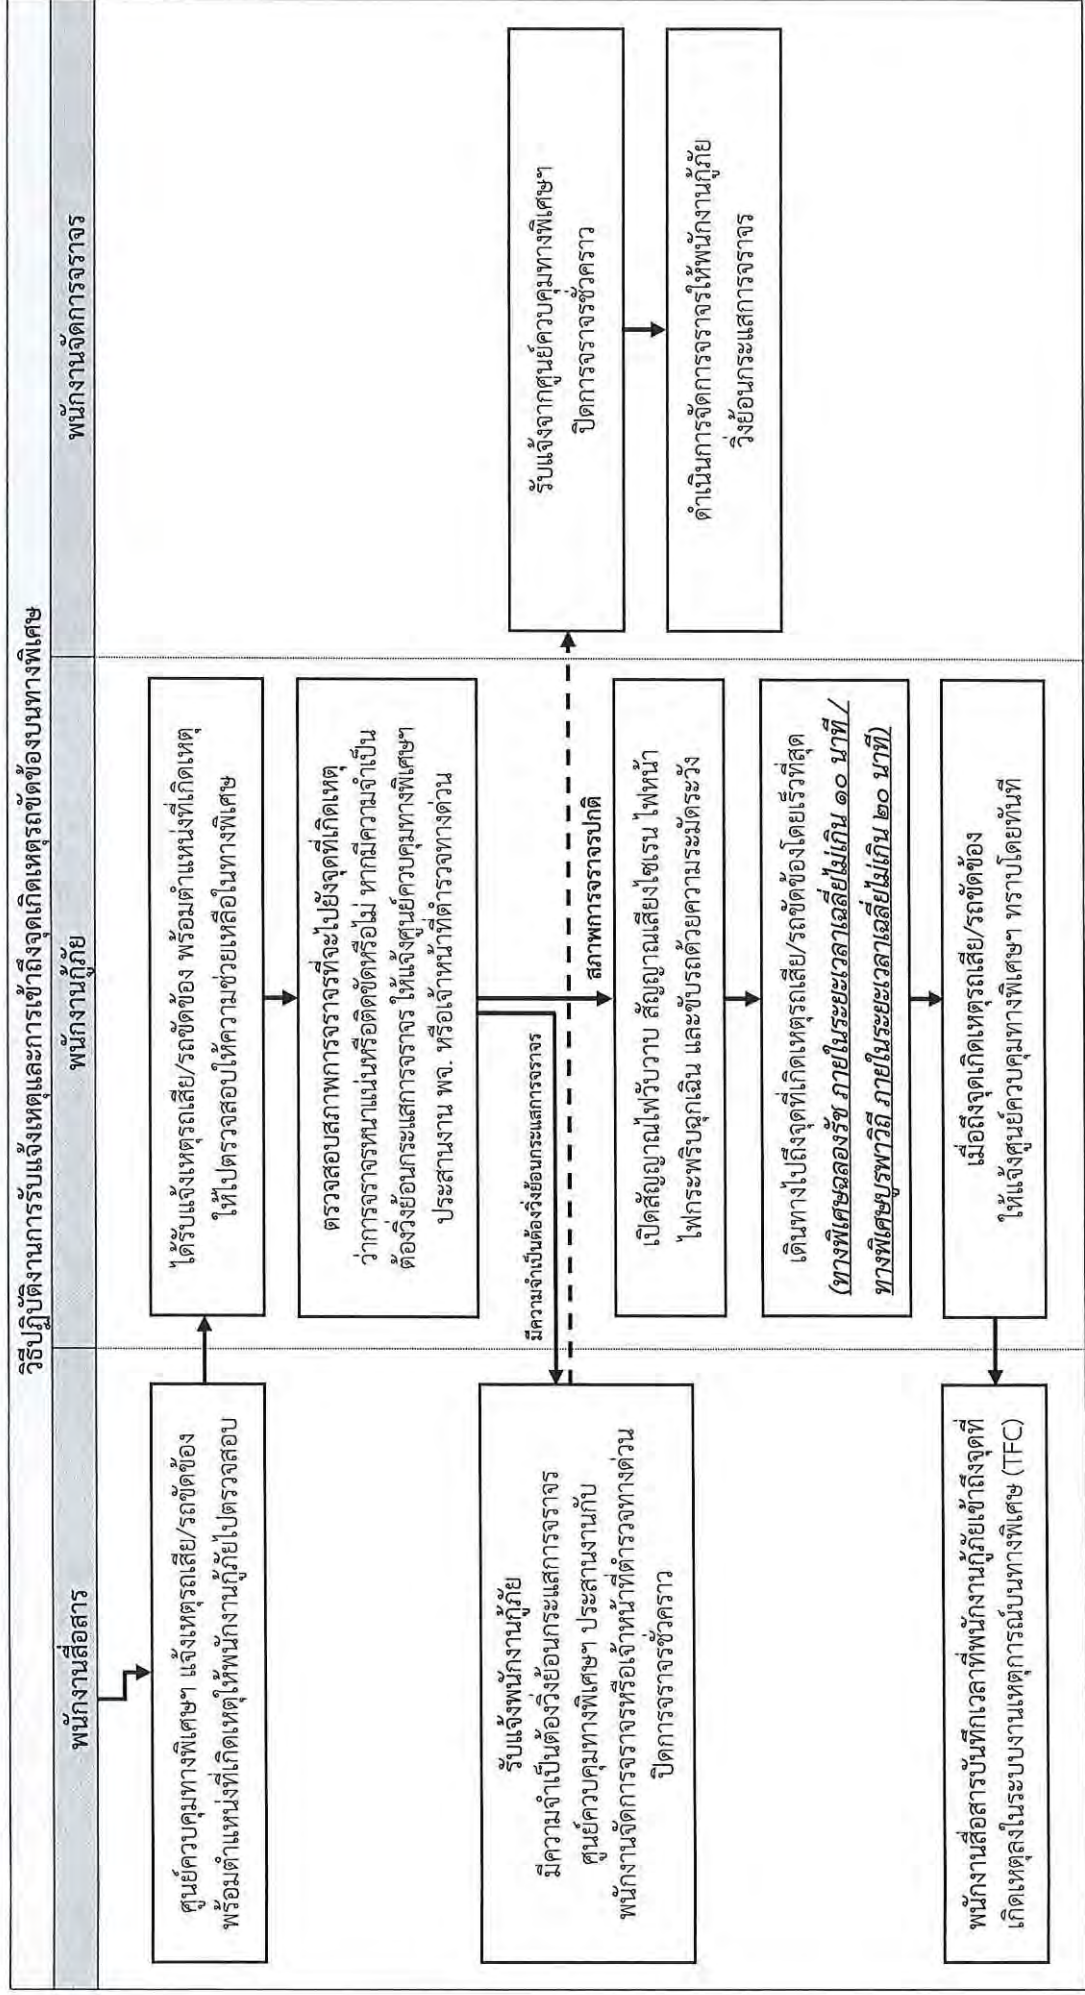 วิธีปฏิบัติงานการรับแจ้งเหตุและการเข้าถึงจุดเกิดเหตุรถขัดข้องบนทางพิเศษ
พนักงานสื่อสาร
พนักงานกู้ภัย
พนักงานจัดการจราจร
ศูนย์ควบคุมทางพิเศษฯ แจ้งเหตุรถเสีย/รถขัดข้อง
พร้อมตำแหน่งที่เกิดเหตุให้พนักงานกู้ภัยไปตรวจสอบ
ได้รับแจ้งเหตุรถเสีย/รถขัดข้อง พร้อมตำแหน่งที่เกิดเหตุ
ให้ไปตรวจสอบให้ความช่วยเหลือในทางพิเศษ
ตรวจสอบสภาพการจราจรที่จะไปยังจุดที่เกิดเหตุ
ว่าการจราจรหนาแน่นหรือติดขัดหรือไม่ หากมีความจำเป็น
ต้องวิ่งย้อนกระแสการจราจร ให้แจ้งศูนย์ควบคุมทางพิเศษฯ
ประสานงาน พจ. หรือเจ้าหน้าที่ตำรวจทางด่วน
มีความจำเป็นต้องวิ่งย้อนกระแสการจราจร
สภาพการจราจรปกติ
รับแจ้งพนักงานกู้ภัย
มีความจำเป็นต้องวิ่งย้อนกระแสการจราจร
ศูนย์ควบคุมทางพิเศษฯ ประสานงานกับ
พนักงานจัดการจราจรหรือเจ้าหน้าที่ตำรวจทางด่วน
ปิดการจราจรชั่วคราว
รับแจ้งจากศูนย์ควบคุมทางพิเศษฯ
ปิดการจราจรชั่วคราว
ดำเนินการจัดการจราจรให้พนักงานกู้ภัย
วิ่งย้อนกระแสการจราจร
เปิดสัญญาณไฟวับวาบ สัญญาณเสียงไซเรน ไฟหน้า
ไฟกระพริบฉุกเฉิน และขับรถด้วยความระมัดระวัง
เดินทางไปถึงจุดที่เกิดเหตุรถเสีย/รถขัดข้องโดยเร็วที่สุด
(ทางพิเศษฉลองรัช ภายในระยะเวลาเฉลี่ยไม่เกิน ๑๐ นาที /
ทางพิเศษบูรพาวิถี ภายในระยะเวลาเฉลี่ยไม่เกิน ๒๐ นาที)
เมื่อถึงจุดเกิดเหตุรถเสีย/รถขัดข้อง
ให้แจ้งศูนย์ควบคุมทางพิเศษฯ ทราบโดยทันที
พนักงานสื่อสารบันทึกเวลาที่พนักงานกู้ภัยเข้าถึงจุดที่
เกิดเหตุลงในระบบงานเหตุการณ์บนทางพิเศษ (TFC)